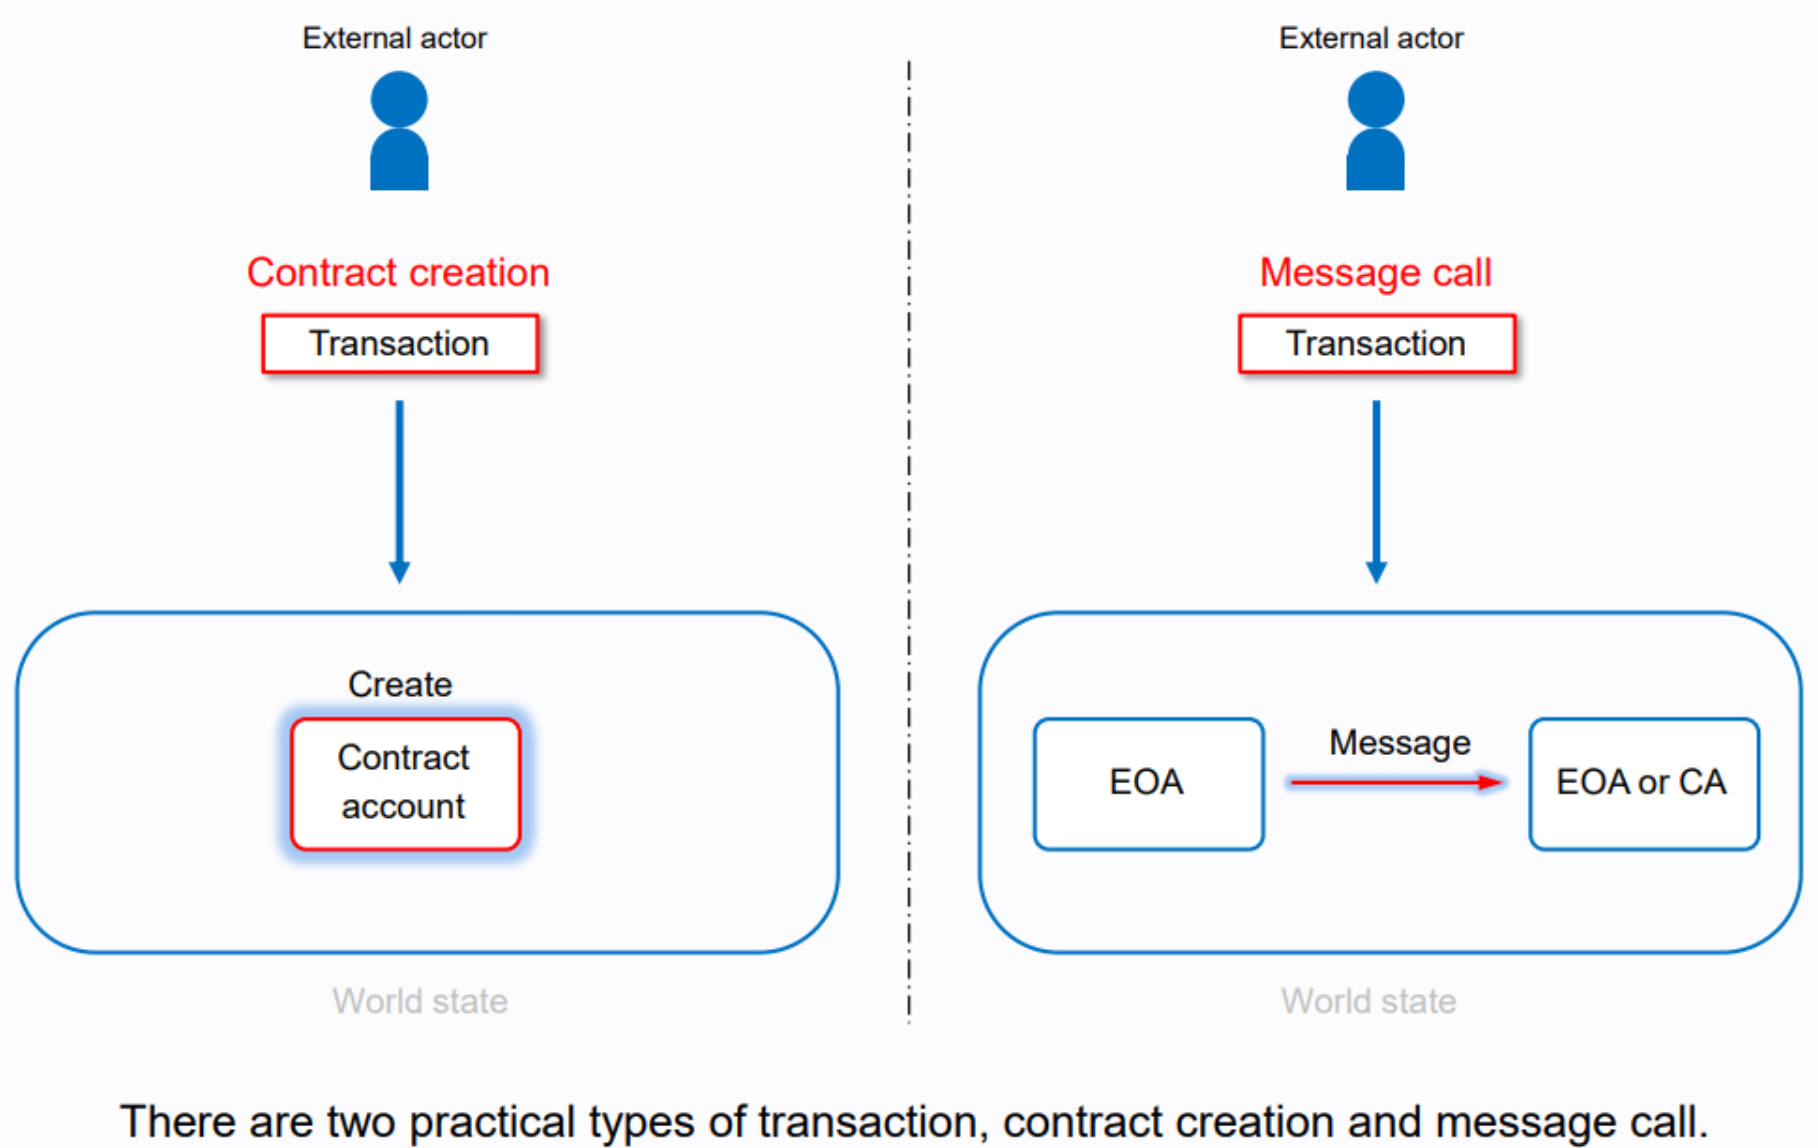 External actor
Contract creation
Transaction
Create
Contract
account
World state
External actor
Message call
Transaction
EOA
Message
EOA or CA
World state
There are two practical types of transaction, contract creation and message call.